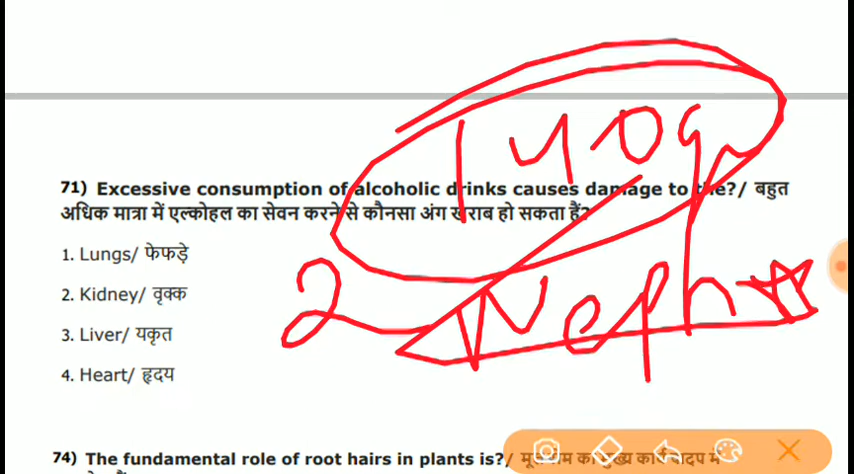 71) Excessive consumption of alcoholic drinks causes damage to the?/ बहुत
अधिक मात्रा में एल्कोहल का सेवन करने से कौनसा अंग खराब हो सकता हैं?
1. Lungs/ फेफड़े
2. Kidney/ वृक्क
3. Liver/ यकृत
4. Heart/ हृदय
2
74) The fundamental role of root hairs in plants is?/ का मुख्य कार्य पादप में